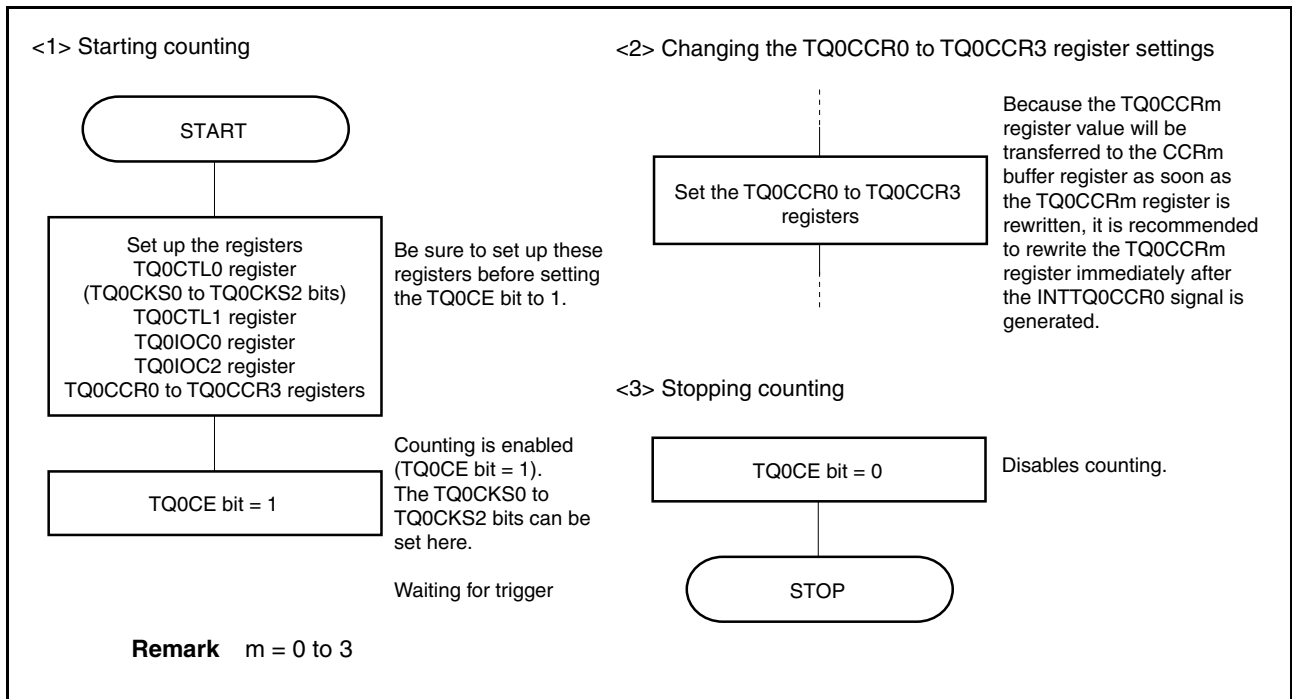 <1> Starting counting
START
Set up the registers
TQ0CTL0 register
(TQ0CKS0 to TQ0CKS2 bits)
TQ0CTL1 register
TQ0IOC0 register
TQ0IOC2 register
TQ0CCR0 to TQ0CCR3 registers
Be sure to set up these
registers before setting
the TQ0CE bit to 1.
TQ0CE bit = 1
Counting is enabled
(TQ0CE bit = 1).
The TQ0CKS0 to
TQ0CKS2 bits can be
set here.
Waiting for trigger
<2> Changing the TQ0CCR0 to TQ0CCR3 register settings
Set the TQ0CCR0 to TQ0CCR3
registers
Because the TQ0CCRm
register value will be
transferred to the CCRm
buffer register as soon as
the TQ0CCRm register is
rewritten, it is recommended
to rewrite the TQ0CCRm
register immediately after
the INTTQ0CCR0 signal is
generated.
<3> Stopping counting
TQ0CE bit = 0
Disables counting.
STOP
Remark m = 0 to 3